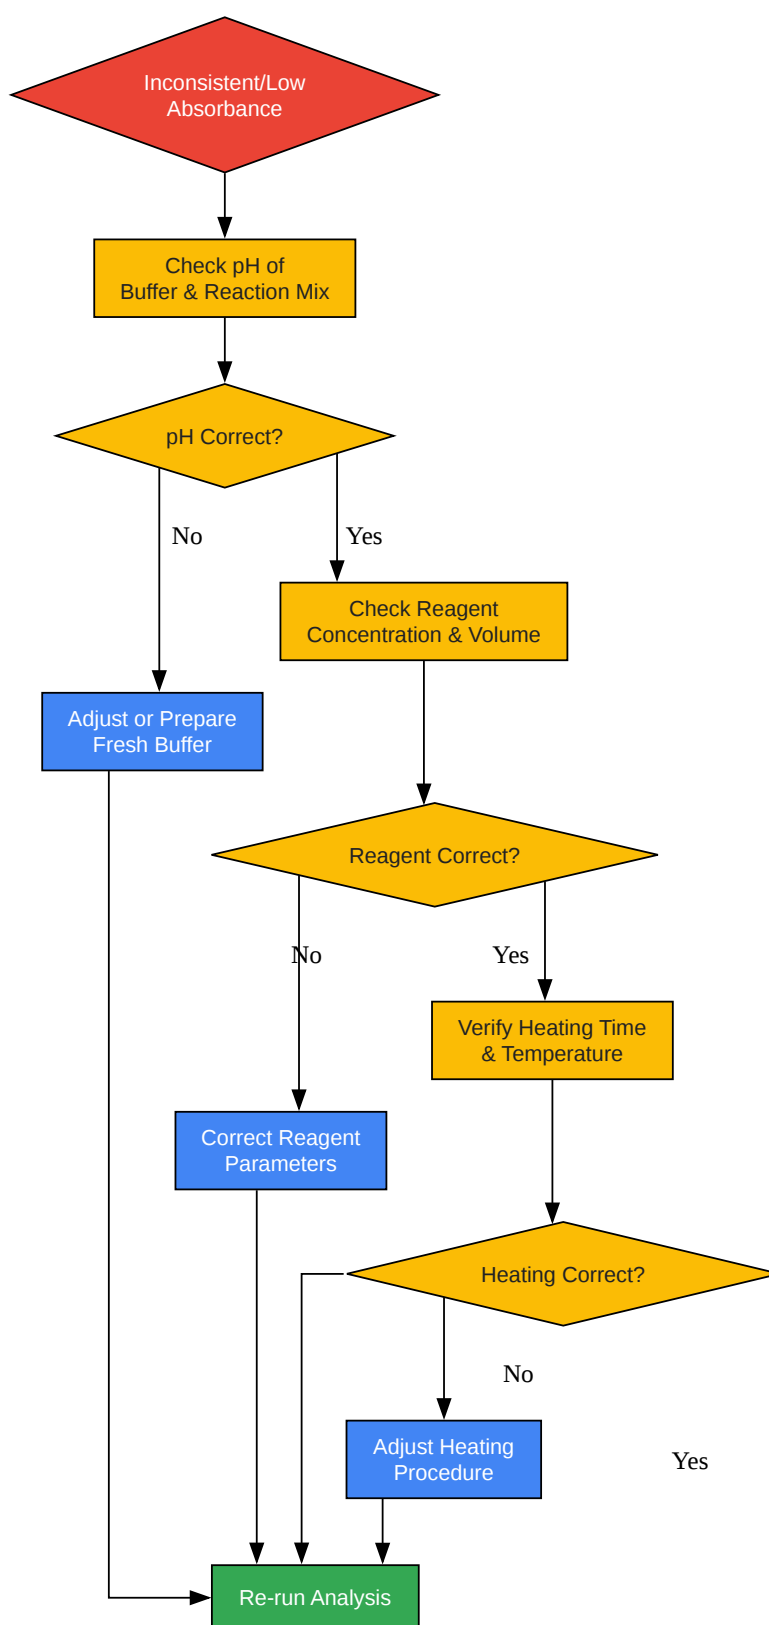 Inconsistent/Low
Absorbance
Check pH of
Buffer & Reaction Mix
pH Correct?
No
Yes
Check Reagent
Concentration & Volume
Adjust or Prepare
Fresh Buffer
Reagent Correct?
No
Yes
Verify Heating Time
& Temperature
Correct Reagent
Parameters
Heating Correct?
No
Adjust Heating
Procedure
Yes
Re-run Analysis